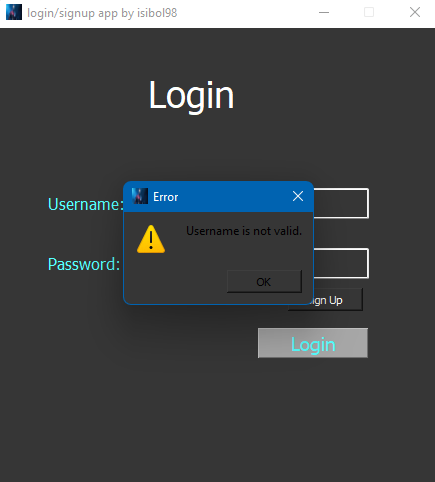 login/signup app by isibol98
Login
Error
Username:
Username is not valid.
Password:
OK
ign Up
Login